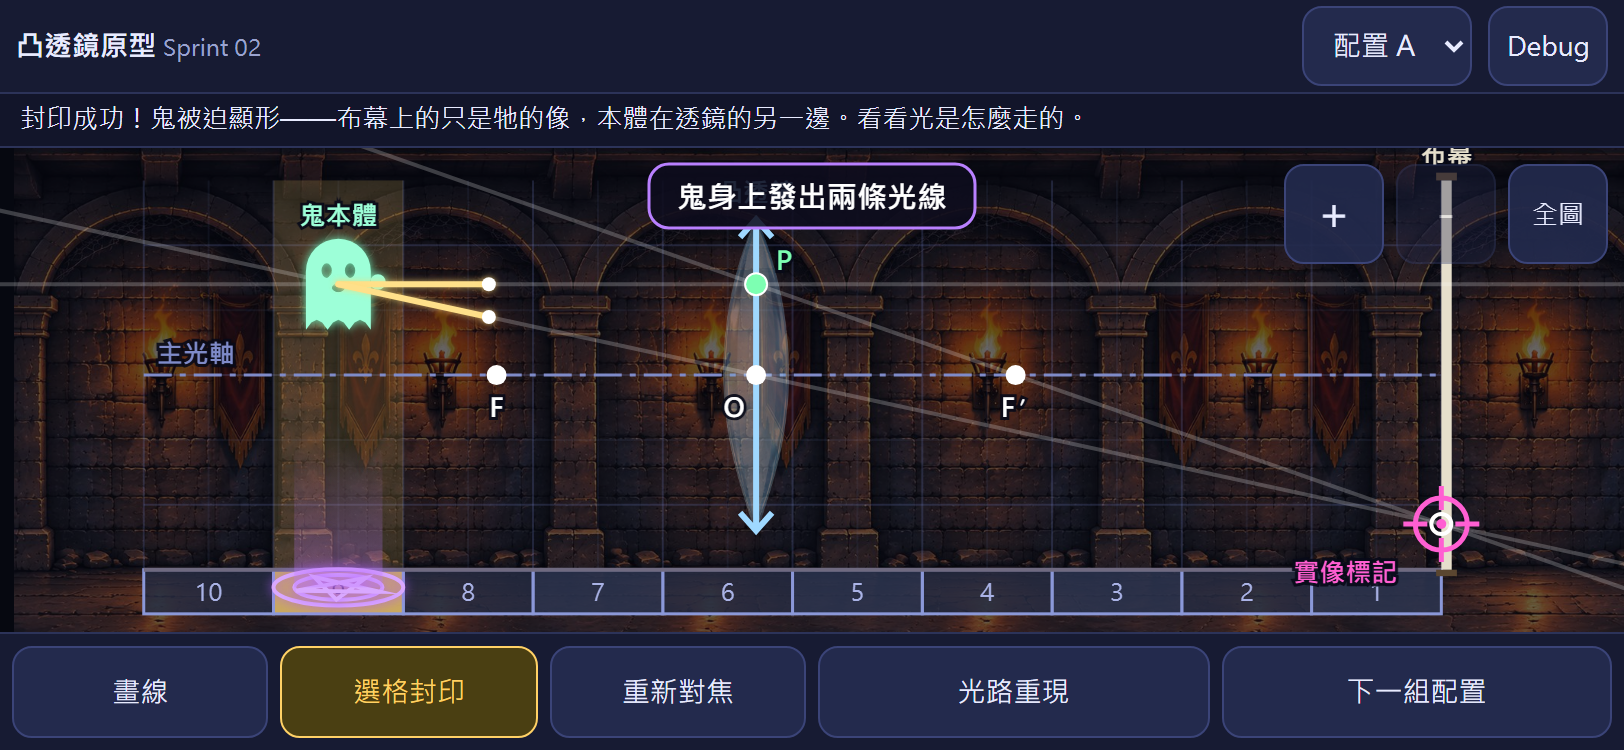 凸透鏡原型 Sprint 02
配置 A
Debug
封印成功！鬼被迫顯形——布幕上的只是牠的像，本體在透鏡的另一邊。看看光是怎麼走的。
布幕
鬼身上發出兩條光線
+
-
全圖
鬼本體
P
主光軸
F
O
F′
實像標記
10
8
7
6
5
4
3
2
1
畫線
選格封印
重新對焦
光路重現
下一組配置